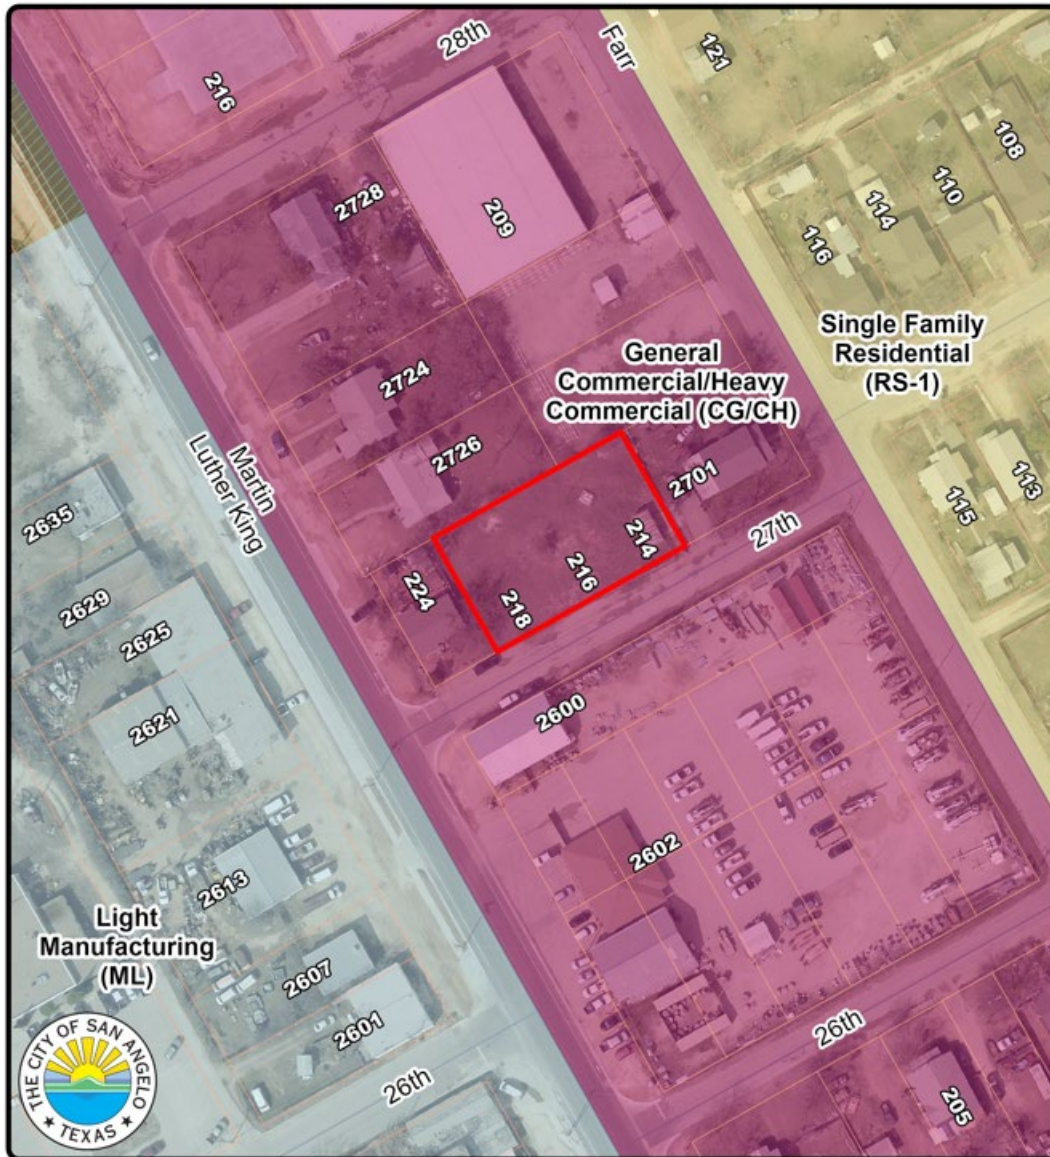 28th
Farr
121
216
108
110
114
116
2728
209
Single Family
Residential
(RS-1)
General
Commercial/Heavy
Commercial (CG/CH)
2724
2726
Martin
Luther King
2701
115
113
27th
2635
214
216
218
224
2629
2625
2621
2600
2602
2613
Light
Manufacturing
(ML)
2607
2601
26th
26th
205
THE CITY OF SAN ANGELO
TEXAS